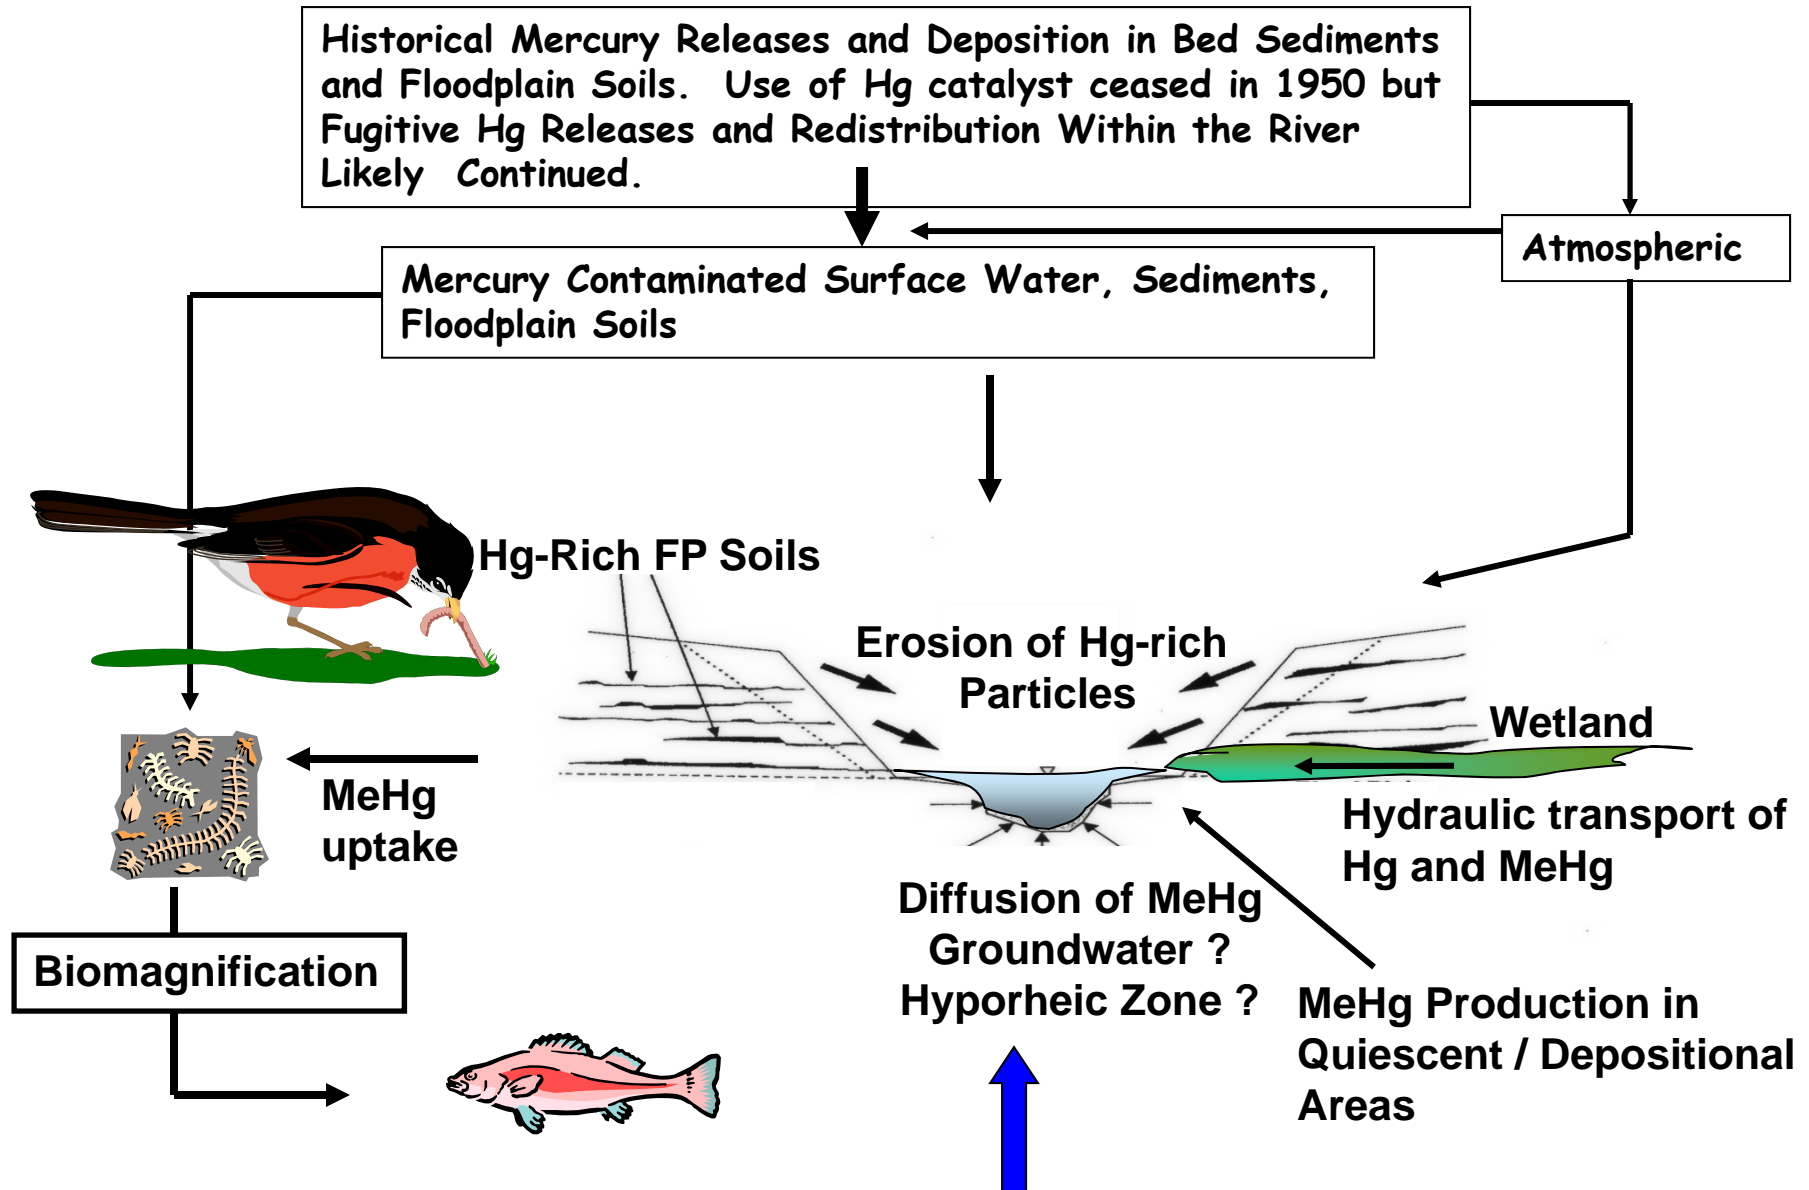 Historical Mercury Releases and Deposition in Bed Sediments
and Floodplain Soils.  Use of Hg catalyst ceased in 1950 but
Fugitive Hg Releases and Redistribution Within the River
Likely  Continued.
Atmospheric
Mercury Contaminated Surface Water, Sediments,
Floodplain Soils
Hg-Rich FP Soils
Erosion of Hg-rich
Particles
Wetland
MeHg
uptake
Hydraulic transport of
Hg and MeHg
Diffusion of MeHg
Groundwater ?
Hyporheic Zone ?
Biomagnification
MeHg Production in
Quiescent / Depositional
Areas